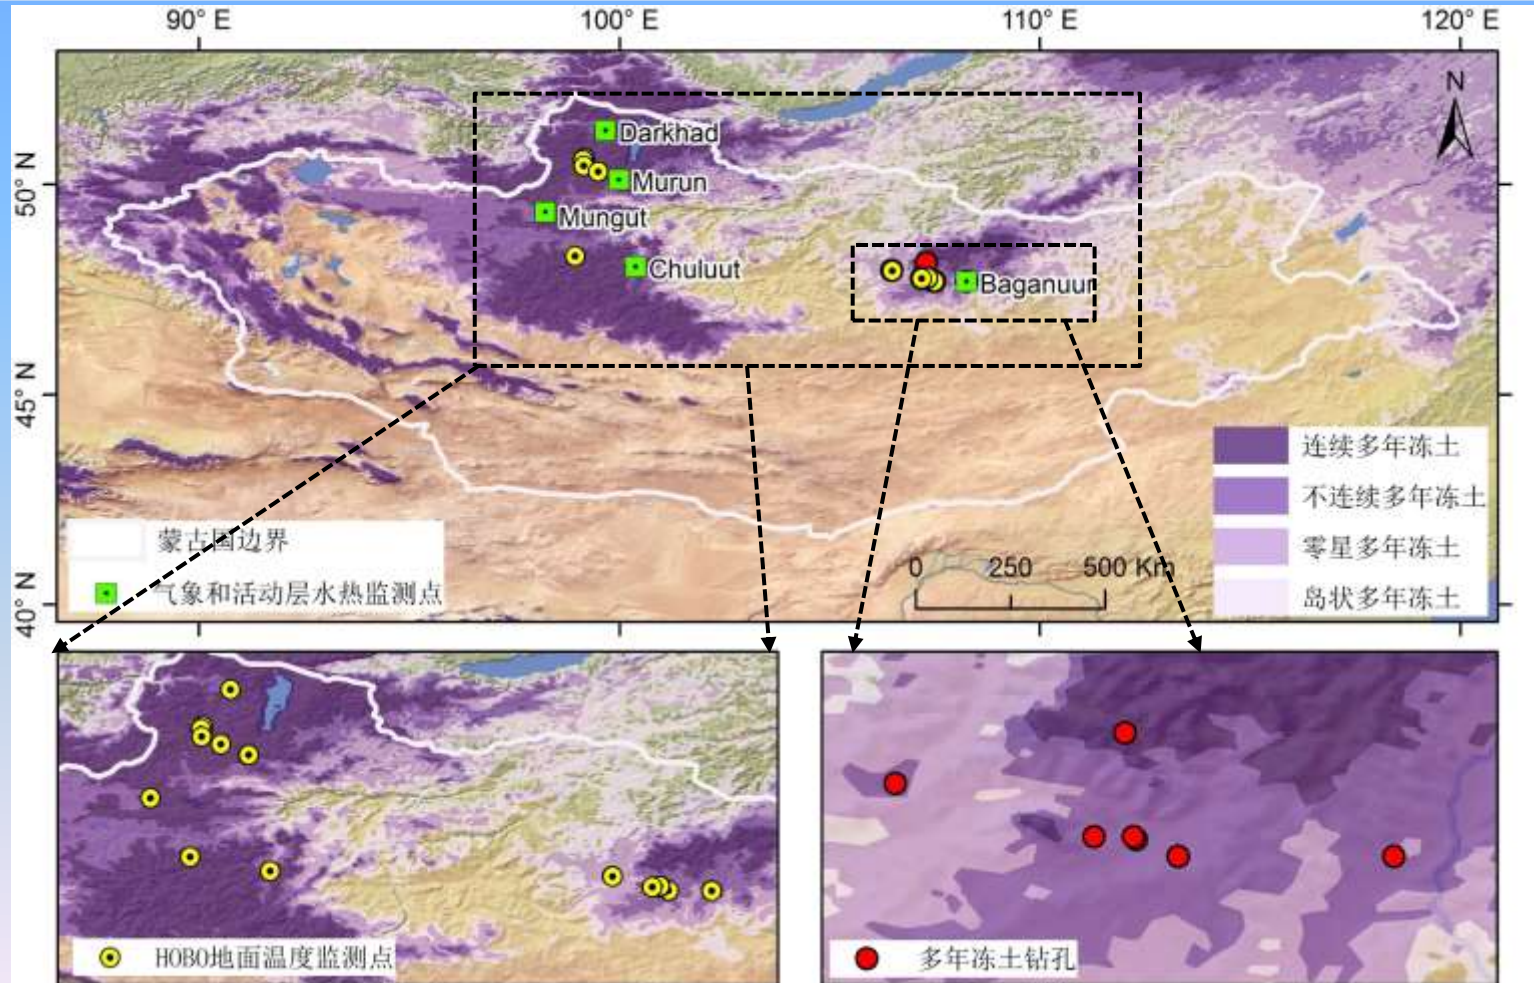 90° E
100° E
110° E
120° E
N
50° N
45° N
40° N
Darkhad
Murun
Mungut
Chuluut
Baganuur
连续多年冻土
不连续多年冻土
零星多年冻土
岛状多年冻土
蒙古国边界
气象和活动层水热监测点
0 250 500 Km
HOBO地面温度监测点
多年冻土钻孔